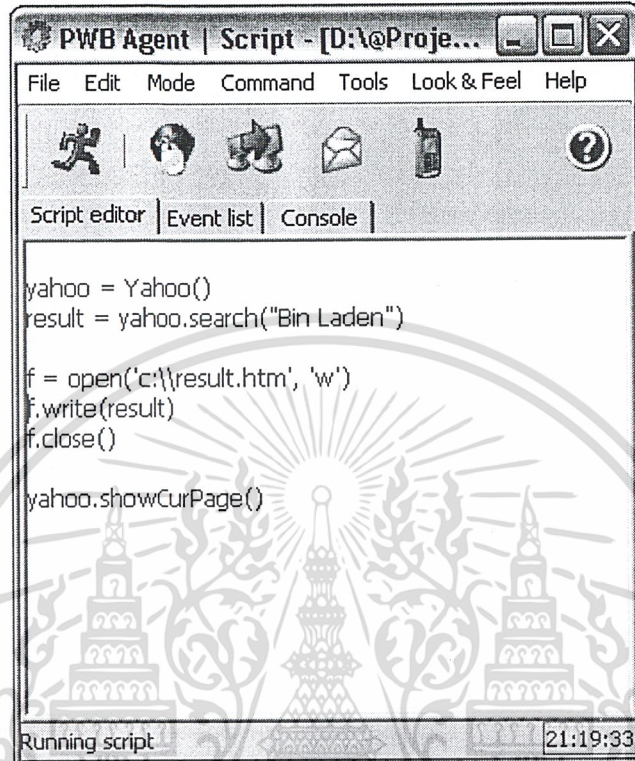 PWB Agent | Script - [D:\@Proje...
File Edit Mode Command Tools Look & Feel Help
Script editor Event list Console
yahoo = Yahoo()
result = yahoo.search("Bin Laden")
f = open('c:\\result.htm', 'w')
f.write(result)
f.close()
yahoo.showCurPage()
Running script 21:19:33